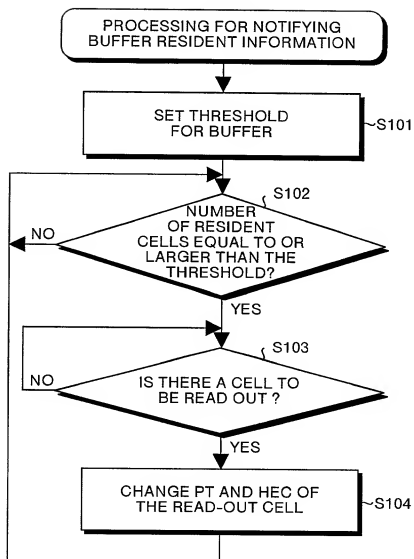 PROCESSING FOR NOTIFYING
BUFFER RESIDENT INFORMATION
SET THRESHOLD
FOR BUFFER
S101
S102
NUMBER
OF RESIDENT
CELLS EQUAL TO OR
LARGER THAN THE
THRESHOLD?
NO
YES
S103
IS THERE A CELL TO
BE READ OUT ?
NO
YES
CHANGE PT AND HEC OF
THE READ-OUT CELL
S104